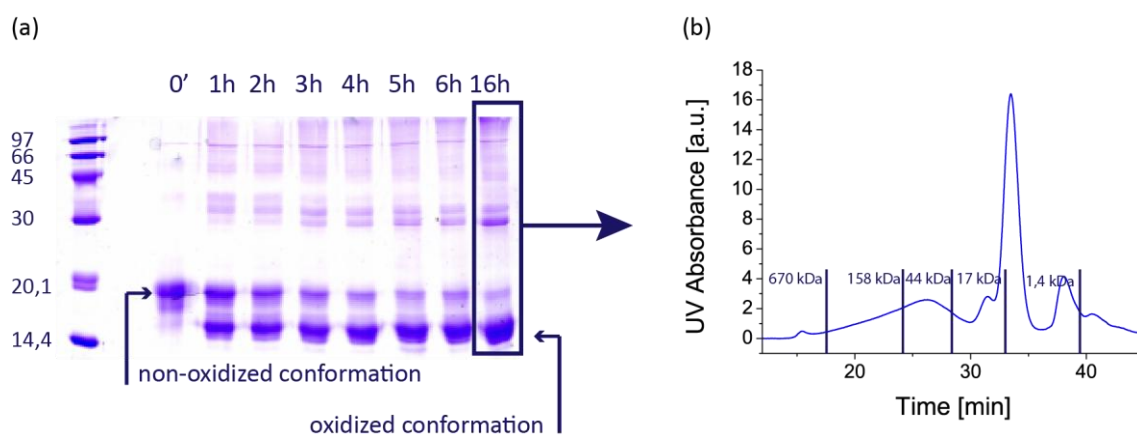 (a)
(b)
0' 1h 2h 3h 4h 5h 6h 16h
97
66
45
30
20,1
14,4
non-oxidized conformation
oxidized conformation
18
16
14
12
10
8
6
4
2
0
UV Absorbance [a.u.]
670 kDa 158 kDa 44 kDa 17 kDa 1,4 kDa
20 30 40
Time [min]